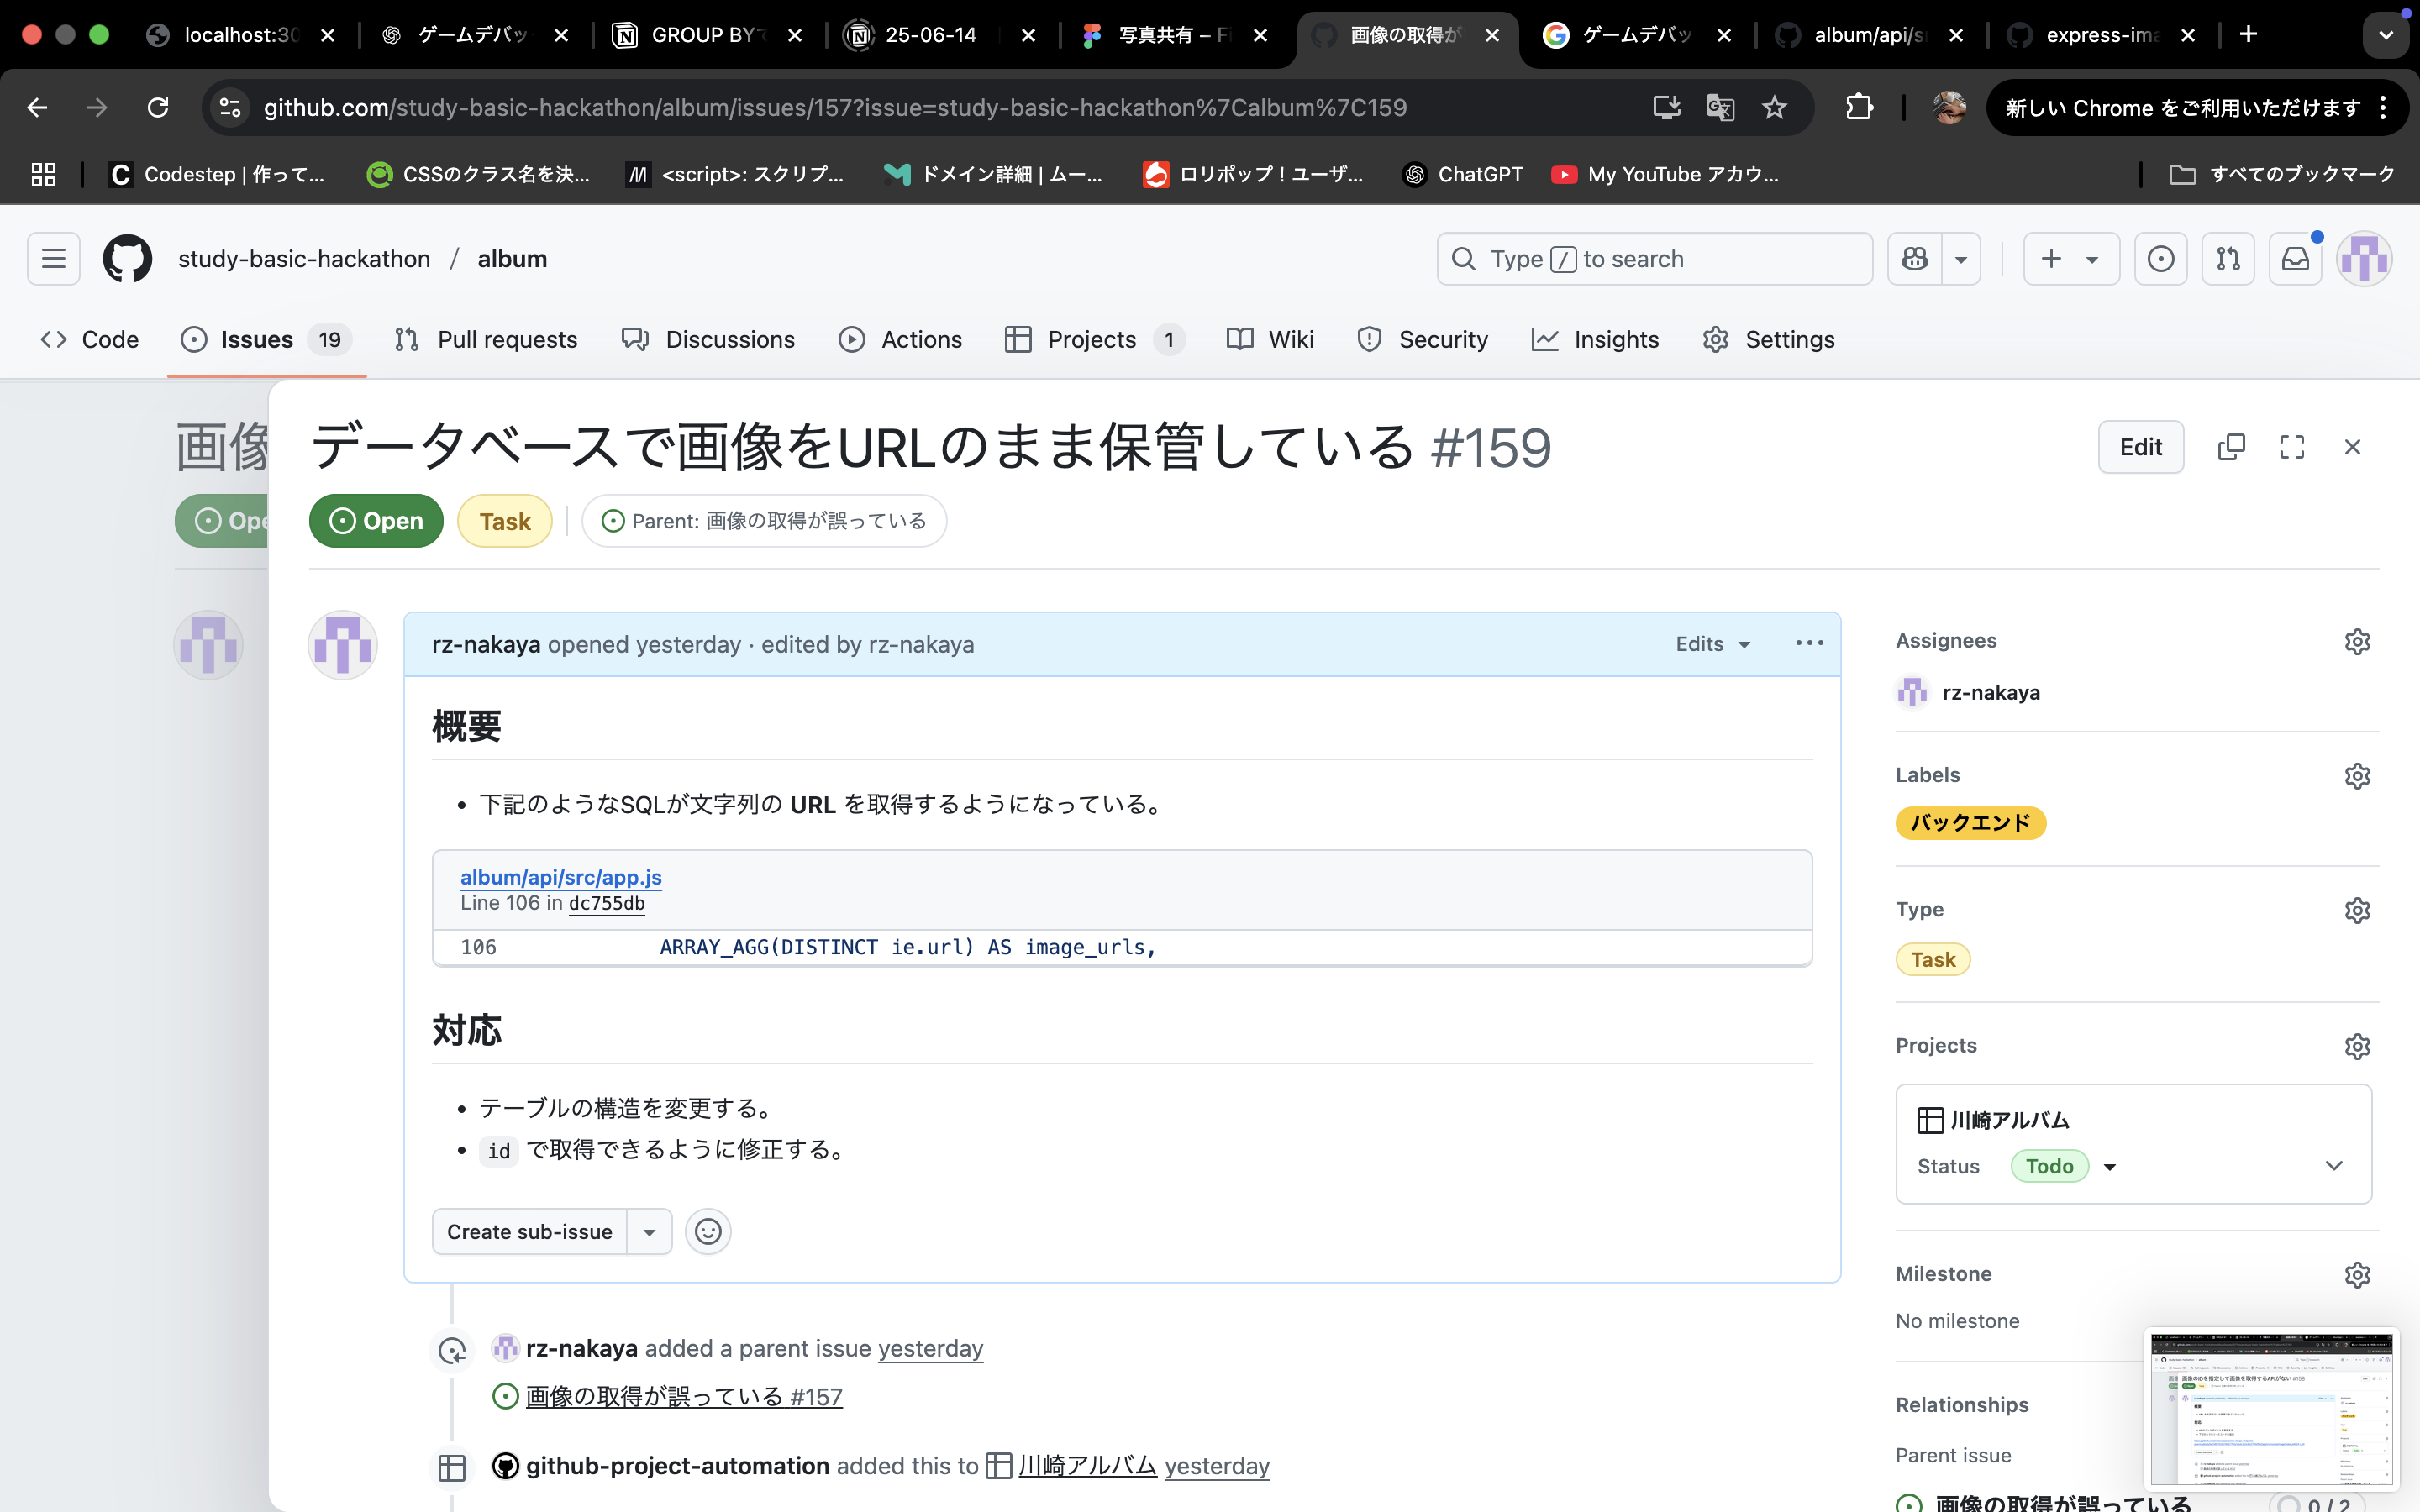 localhost:30
ゲームデバッ
GROUP BYで
25-06-14
写真共有 – Fi
画像の取得が
ゲームデバッ
album/api/sr
express-ima
github.com/study-basic-hackathon/album/issues/157?issue=study-basic-hackathon%7Calbum%7C159
新しい Chrome をご利用いただけます
Codestep | 作って...
CSSのクラス名を決...
<script>: スクリプ...
ドメイン詳細 | ムー...
ロリポップ！ユーザ...
ChatGPT
My YouTube アカウ...
すべてのブックマーク
study-basic-hackathon / album
Type / to search
Code
Issues 19
Pull requests
Discussions
Actions
Projects 1
Wiki
Security
Insights
Settings
画像
Ope
データベースで画像をURLのまま保管している #159
Edit
Open
Task
Parent: 画像の取得が誤っている
rz-nakaya opened yesterday · edited by rz-nakaya
Edits
概要
下記のようなSQLが文字列の URL を取得するようになっている。
album/api/src/app.js
Line 106 in dc755db
106 ARRAY_AGG(DISTINCT ie.url) AS image_urls,
対応
テーブルの構造を変更する。
id で取得できるように修正する。
Create sub-issue
rz-nakaya added a parent issue yesterday
画像の取得が誤っている #157
github-project-automation added this to 川崎アルバム yesterday
Assignees
rz-nakaya
Labels
バックエンド
Type
Task
Projects
川崎アルバム
Status Todo
Milestone
No milestone
Relationships
Parent issue
画像の取得が誤っている
0 / 2